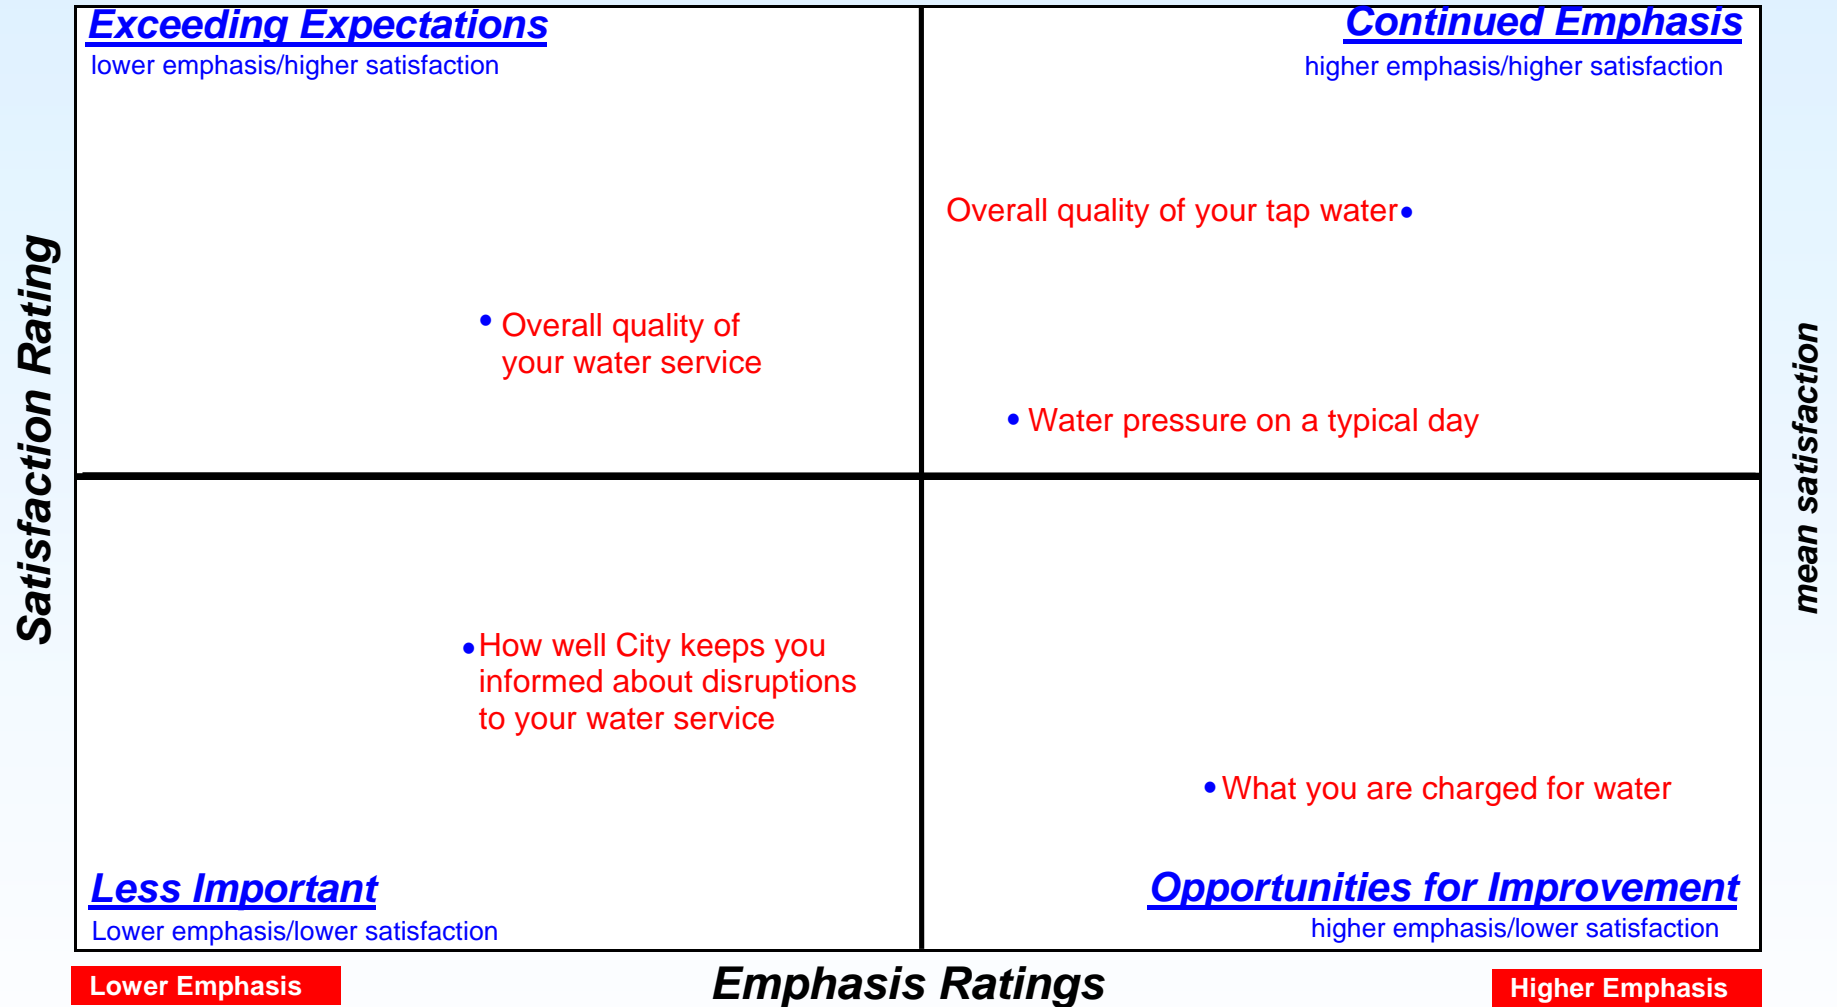 Exceeding Expectations
lower emphasis/higher satisfaction
Continued Emphasis
higher emphasis/higher satisfaction
Overall quality of your tap water
Overall quality of
your water service
Water pressure on a typical day
Satisfaction Rating
mean satisfaction
How well City keeps you
informed about disruptions
to your water service
What you are charged for water
Less Important
Lower emphasis/lower satisfaction
Opportunities for Improvement
higher emphasis/lower satisfaction
Lower Emphasis
Emphasis Ratings
Higher Emphasis